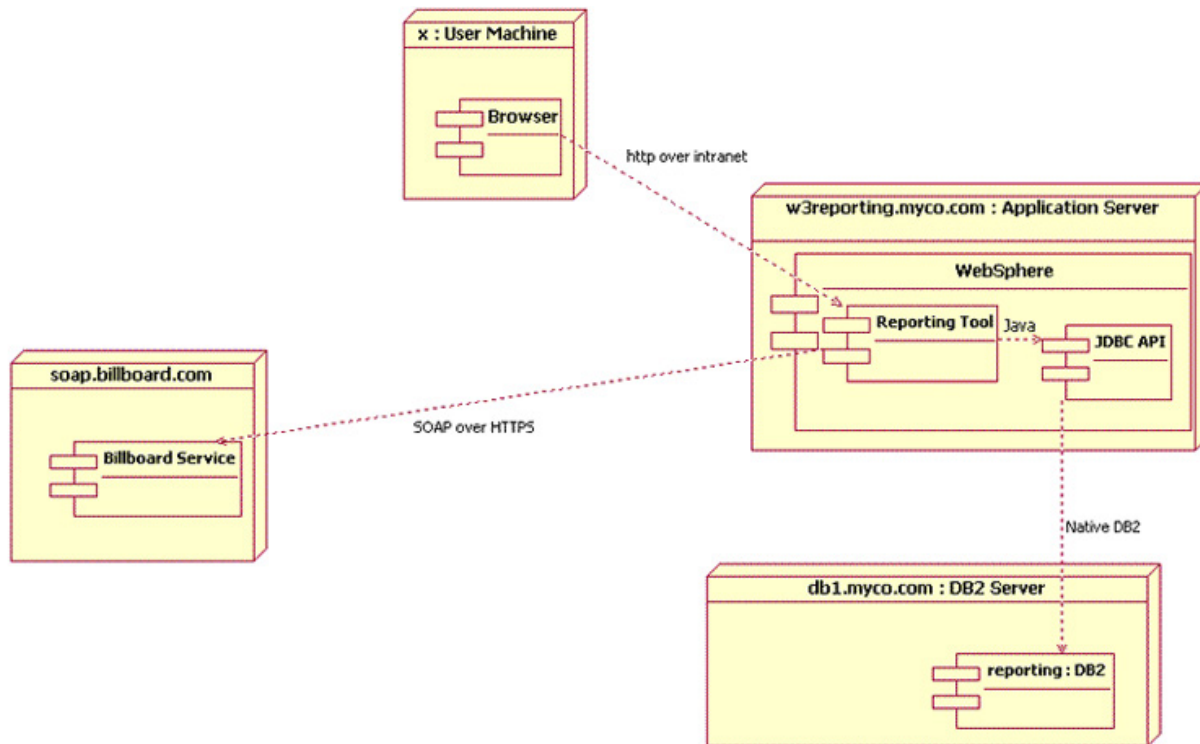 x : User Machine
Browser
http over intranet
w3reporting.myco.com : Application Server
WebSphere
Reporting Tool
Java
JDBC API
soap.billboard.com
SOAP over HTTPS
Billboard Service
Native DB2
db1.myco.com : DB2 Server
reporting : DB2